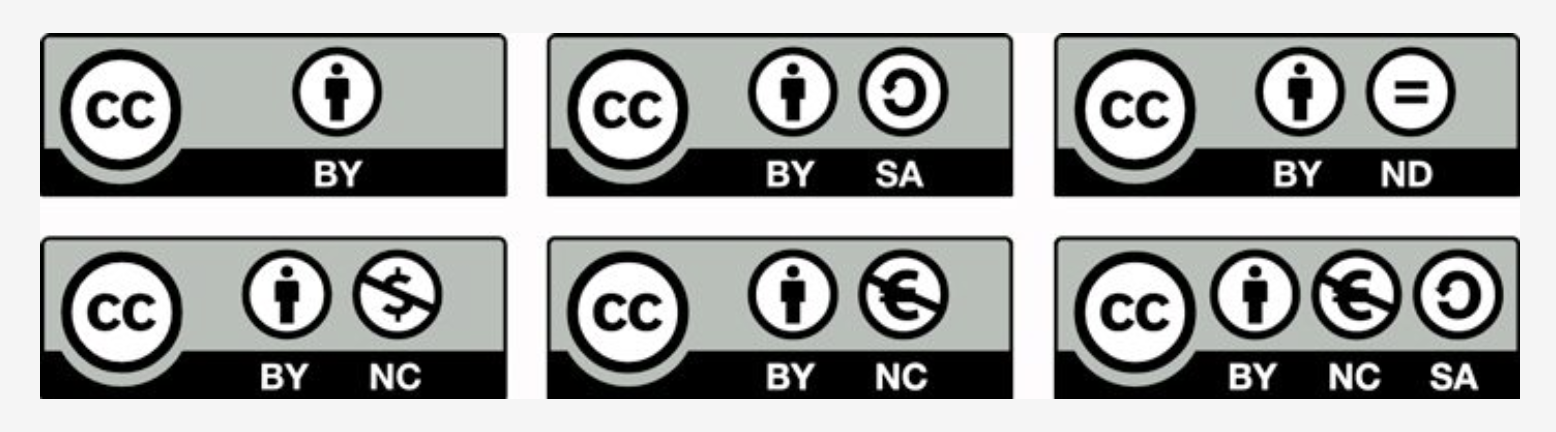 CC BY
CC BY SA
CC BY ND
CC $ BY NC
CC € BY NC
CC € BY NC SA